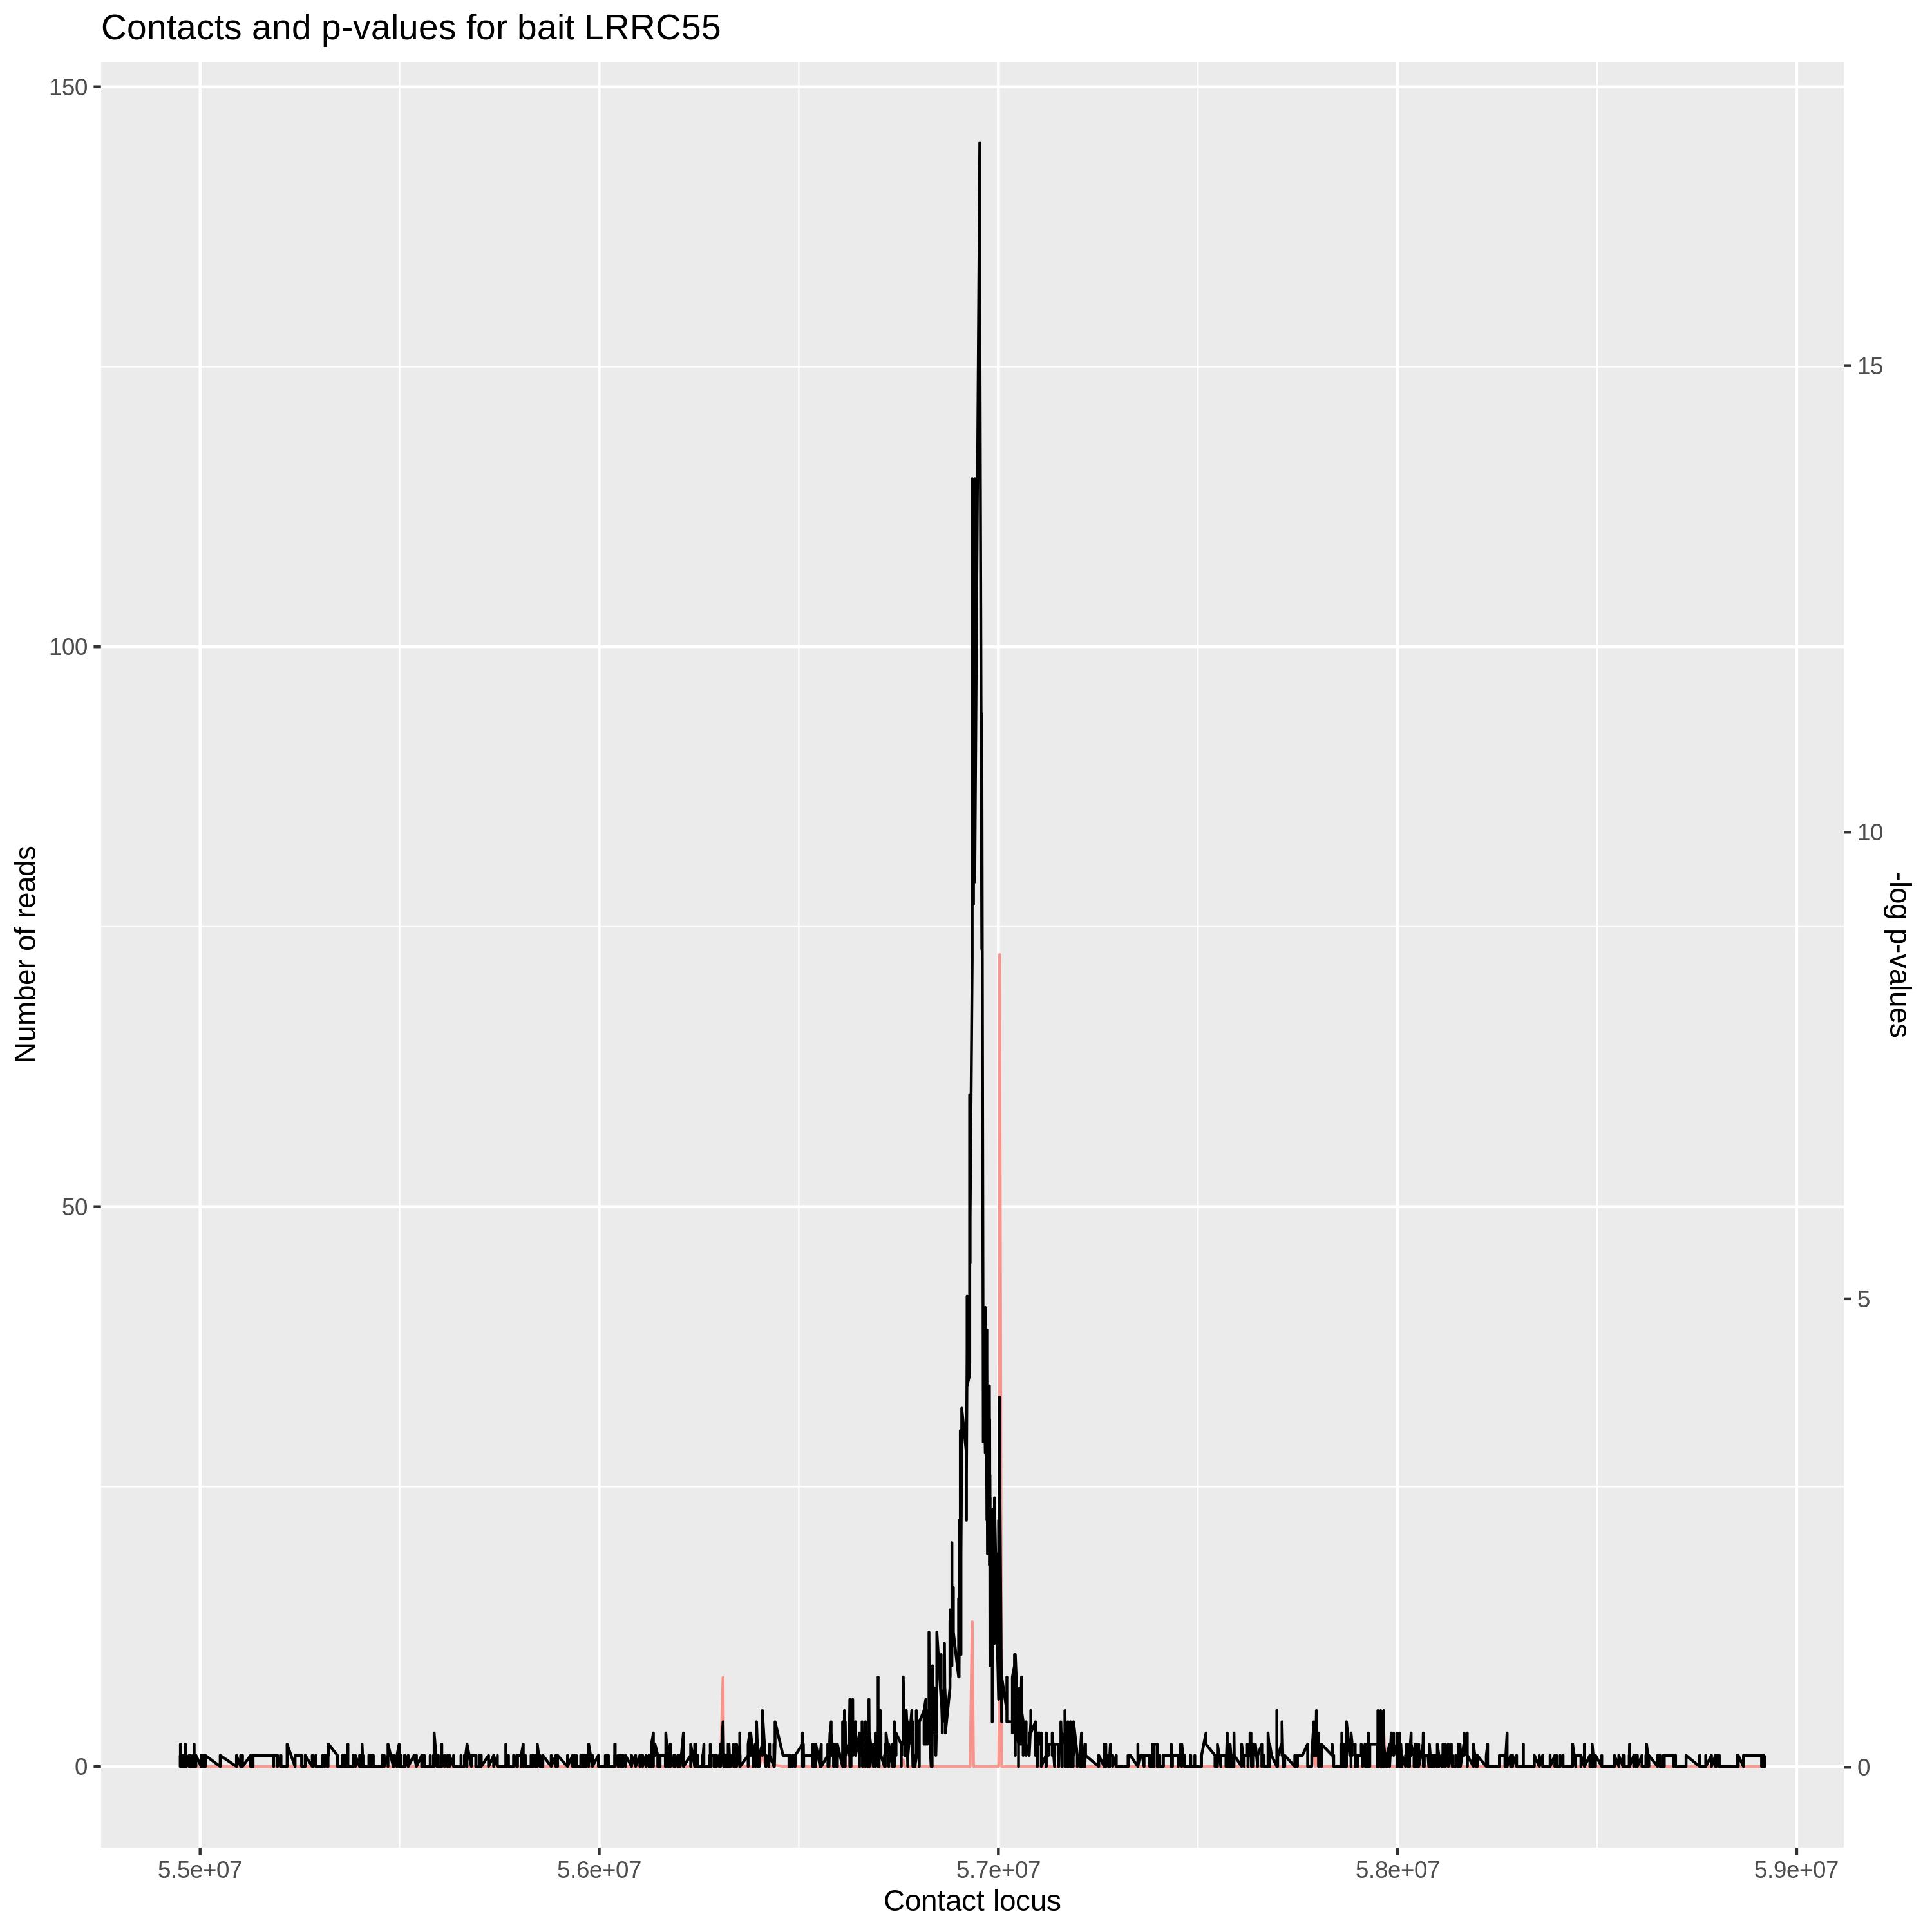 Contacts and p-values for bait LRRC55
150
100
50
0
Number of reads
15
10
5
0
-log p-values
5.5e+07
5.6e+07
5.7e+07
5.8e+07
5.9e+07
Contact locus